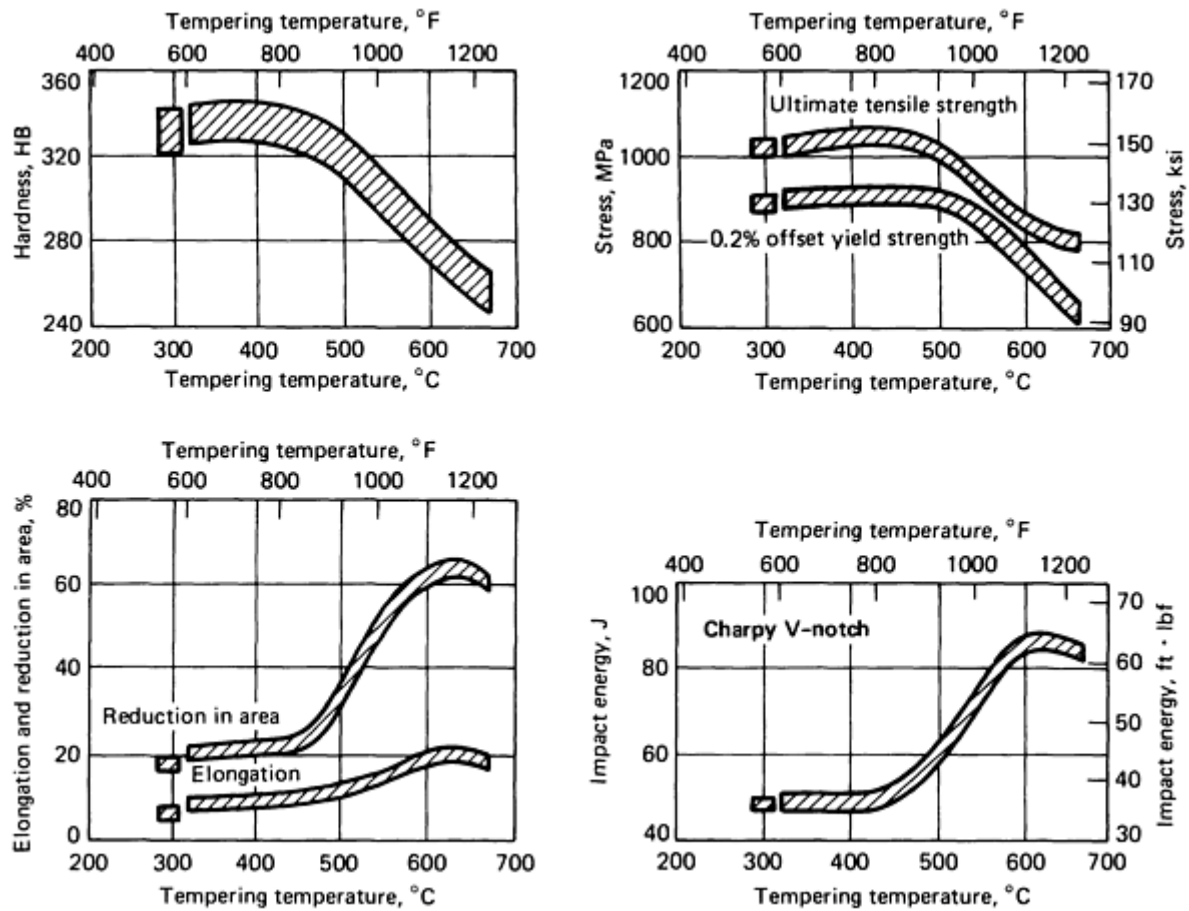 Tempering temperature, °F
400 600 800 1000 1200
360
320
280
240
Hardness, HB
200 300 400 500 600 700
Tempering temperature, °C
Tempering temperature, °F
400 600 800 1000 1200
1200
1000
800
600
Stress, MPa
Ultimate tensile strength
0.2% offset yield strength
170
150
130
110
90
Stress, ksi
200 300 400 500 600 700
Tempering temperature, °C
Tempering temperature, °F
400 600 800 1000 1200
80
60
40
20
0
Elongation and reduction in area, %
Reduction in area
Elongation
200 300 400 500 600 700
Tempering temperature, °C
Tempering temperature, °F
400 600 800 1000 1200
100
80
60
40
Impact energy, J
Charpy V-notch
70
60
50
40
30
Impact energy, ft · lbf
200 300 400 500 600 700
Tempering temperature, °C